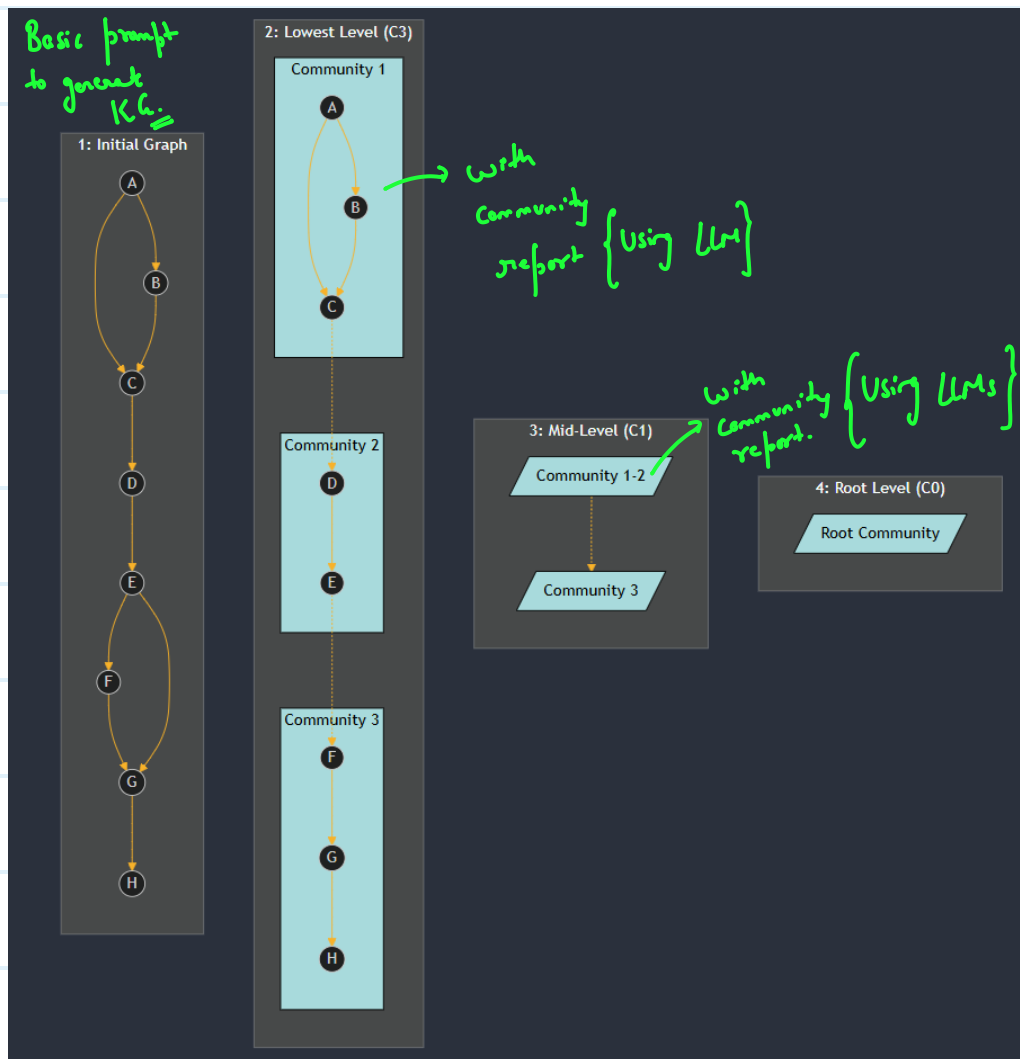 Basic prompt
to generate
KG.
1: Initial Graph
A
B
C
D
E
F
G
H
2: Lowest Level (C3)
Community 1
A
B
C
Community 2
D
E
Community 3
F
G
H
with
community
report {Using LLM}
3: Mid-Level (C1)
Community 1-2
Community 3
with
community {Using LLMs}
report.
4: Root Level (C0)
Root Community